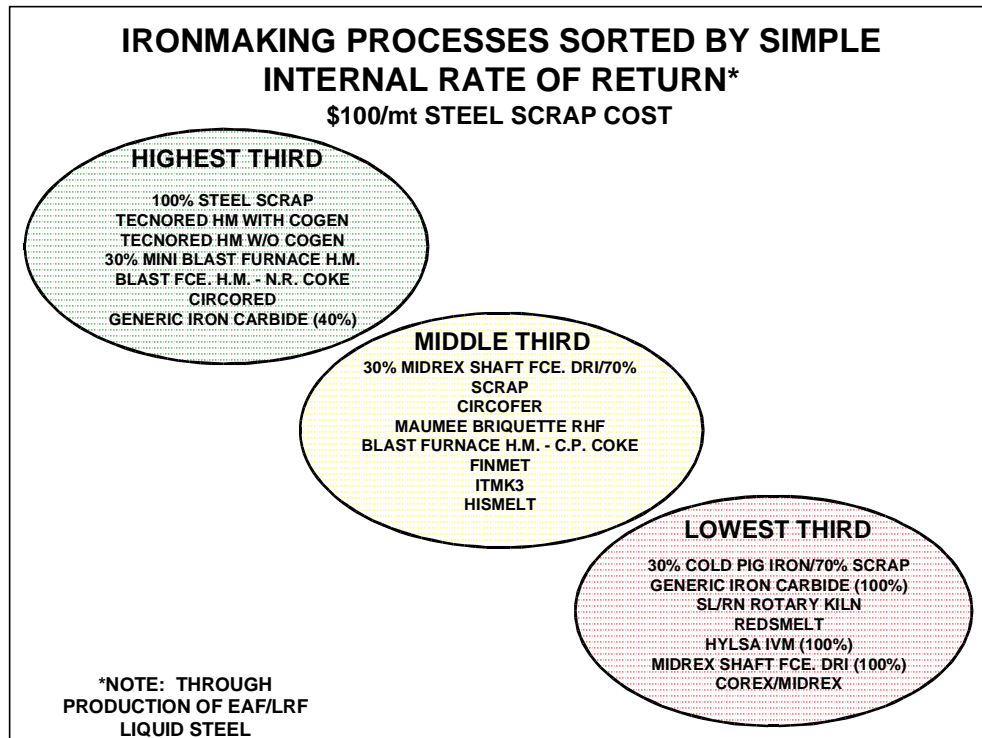 IRONMAKING PROCESSES SORTED BY SIMPLE
INTERNAL RATE OF RETURN*
$100/mt STEEL SCRAP COST
HIGHEST THIRD
100% STEEL SCRAP
TECNORED HM WITH COGEN
TECNORED HM W/O COGEN
30% MINI BLAST FURNACE H.M.
BLAST FCE. H.M. - N.R. COKE
CIRCORED
GENERIC IRON CARBIDE (40%)
MIDDLE THIRD
30% MIDREX SHAFT FCE. DRI/70%
SCRAP
CIRCOFER
MAUMEE BRIQUETTE RHF
BLAST FURNACE H.M. - C.P. COKE
FINMET
ITMK3
HISMELT
LOWEST THIRD
30% COLD PIG IRON/70% SCRAP
GENERIC IRON CARBIDE (100%)
SL/RN ROTARY KILN
REDSMELT
HYLSA IVM (100%)
MIDREX SHAFT FCE. DRI (100%)
COREX/MIDREX
*NOTE: THROUGH
PRODUCTION OF EAF/LRF
LIQUID STEEL